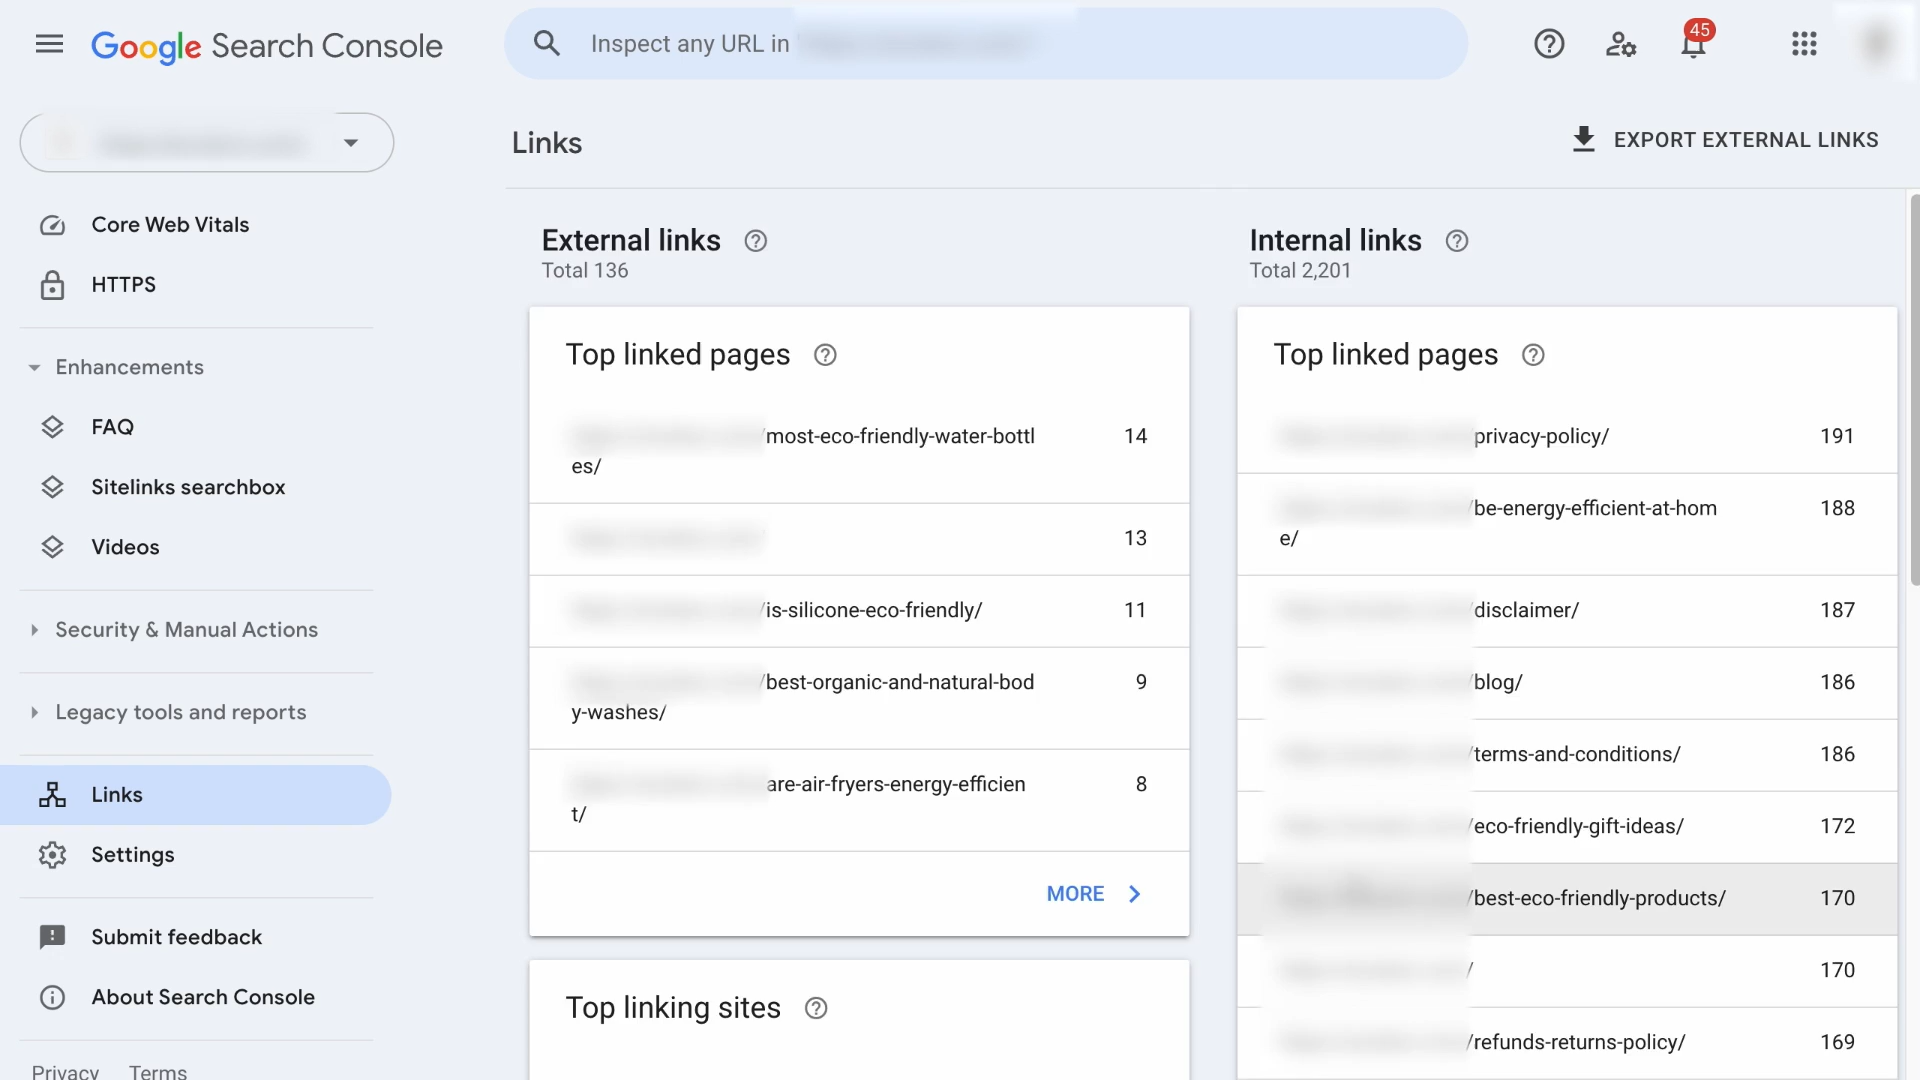 Google Search Console
Inspect any URL in
45
Links
EXPORT EXTERNAL LINKS
Core Web Vitals
HTTPS
Enhancements
FAQ
Sitelinks searchbox
Videos
Security & Manual Actions
Legacy tools and reports
Links
Settings
Submit feedback
About Search Console
Privacy Terms
External links
Total 136
Top linked pages
/most-eco-friendly-water-bottl 14
es/
13
/is-silicone-eco-friendly/ 11
/best-organic-and-natural-bod 9
y-washes/
are-air-fryers-energy-efficien 8
t/
MORE
Top linking sites
Internal links
Total 2,201
Top linked pages
privacy-policy/ 191
/be-energy-efficient-at-hom 188
e/
/disclaimer/ 187
/blog/ 186
/terms-and-conditions/ 186
/eco-friendly-gift-ideas/ 172
/best-eco-friendly-products/ 170
/ 170
/refunds-returns-policy/ 169